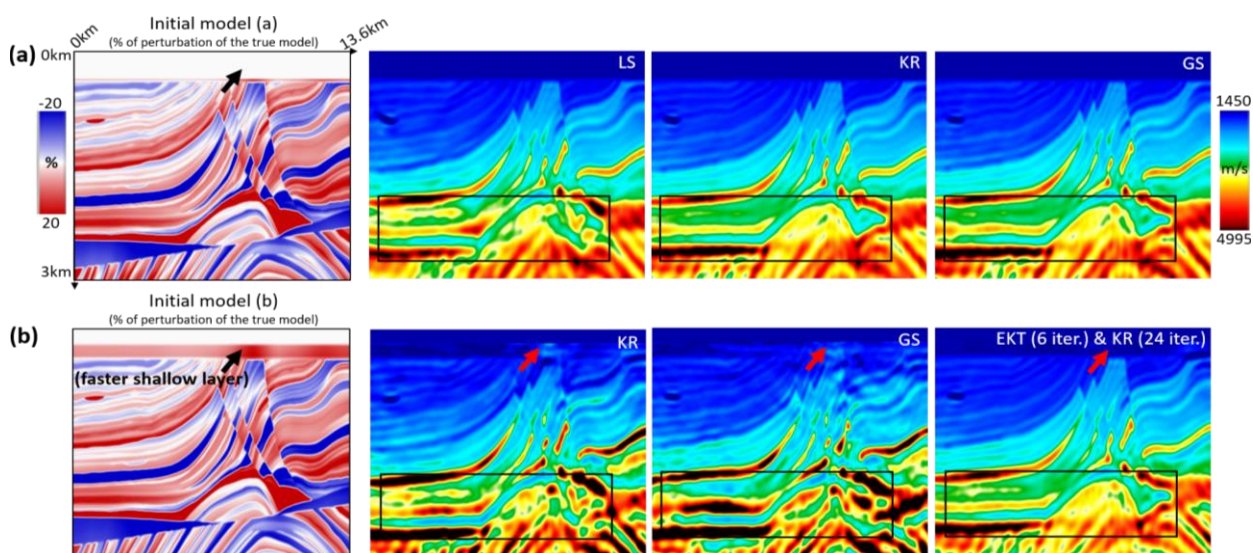 Initial model (a)
(% of perturbation of the true model)
0km
13.6km
(a)
0km
LS
KR
GS
-20
%
20
1450
m/s
4995
3km
Initial model (b)
(% of perturbation of the true model)
(b)
KR
GS
EKT (6 iter.) & KR (24 iter.)
(faster shallow layer)